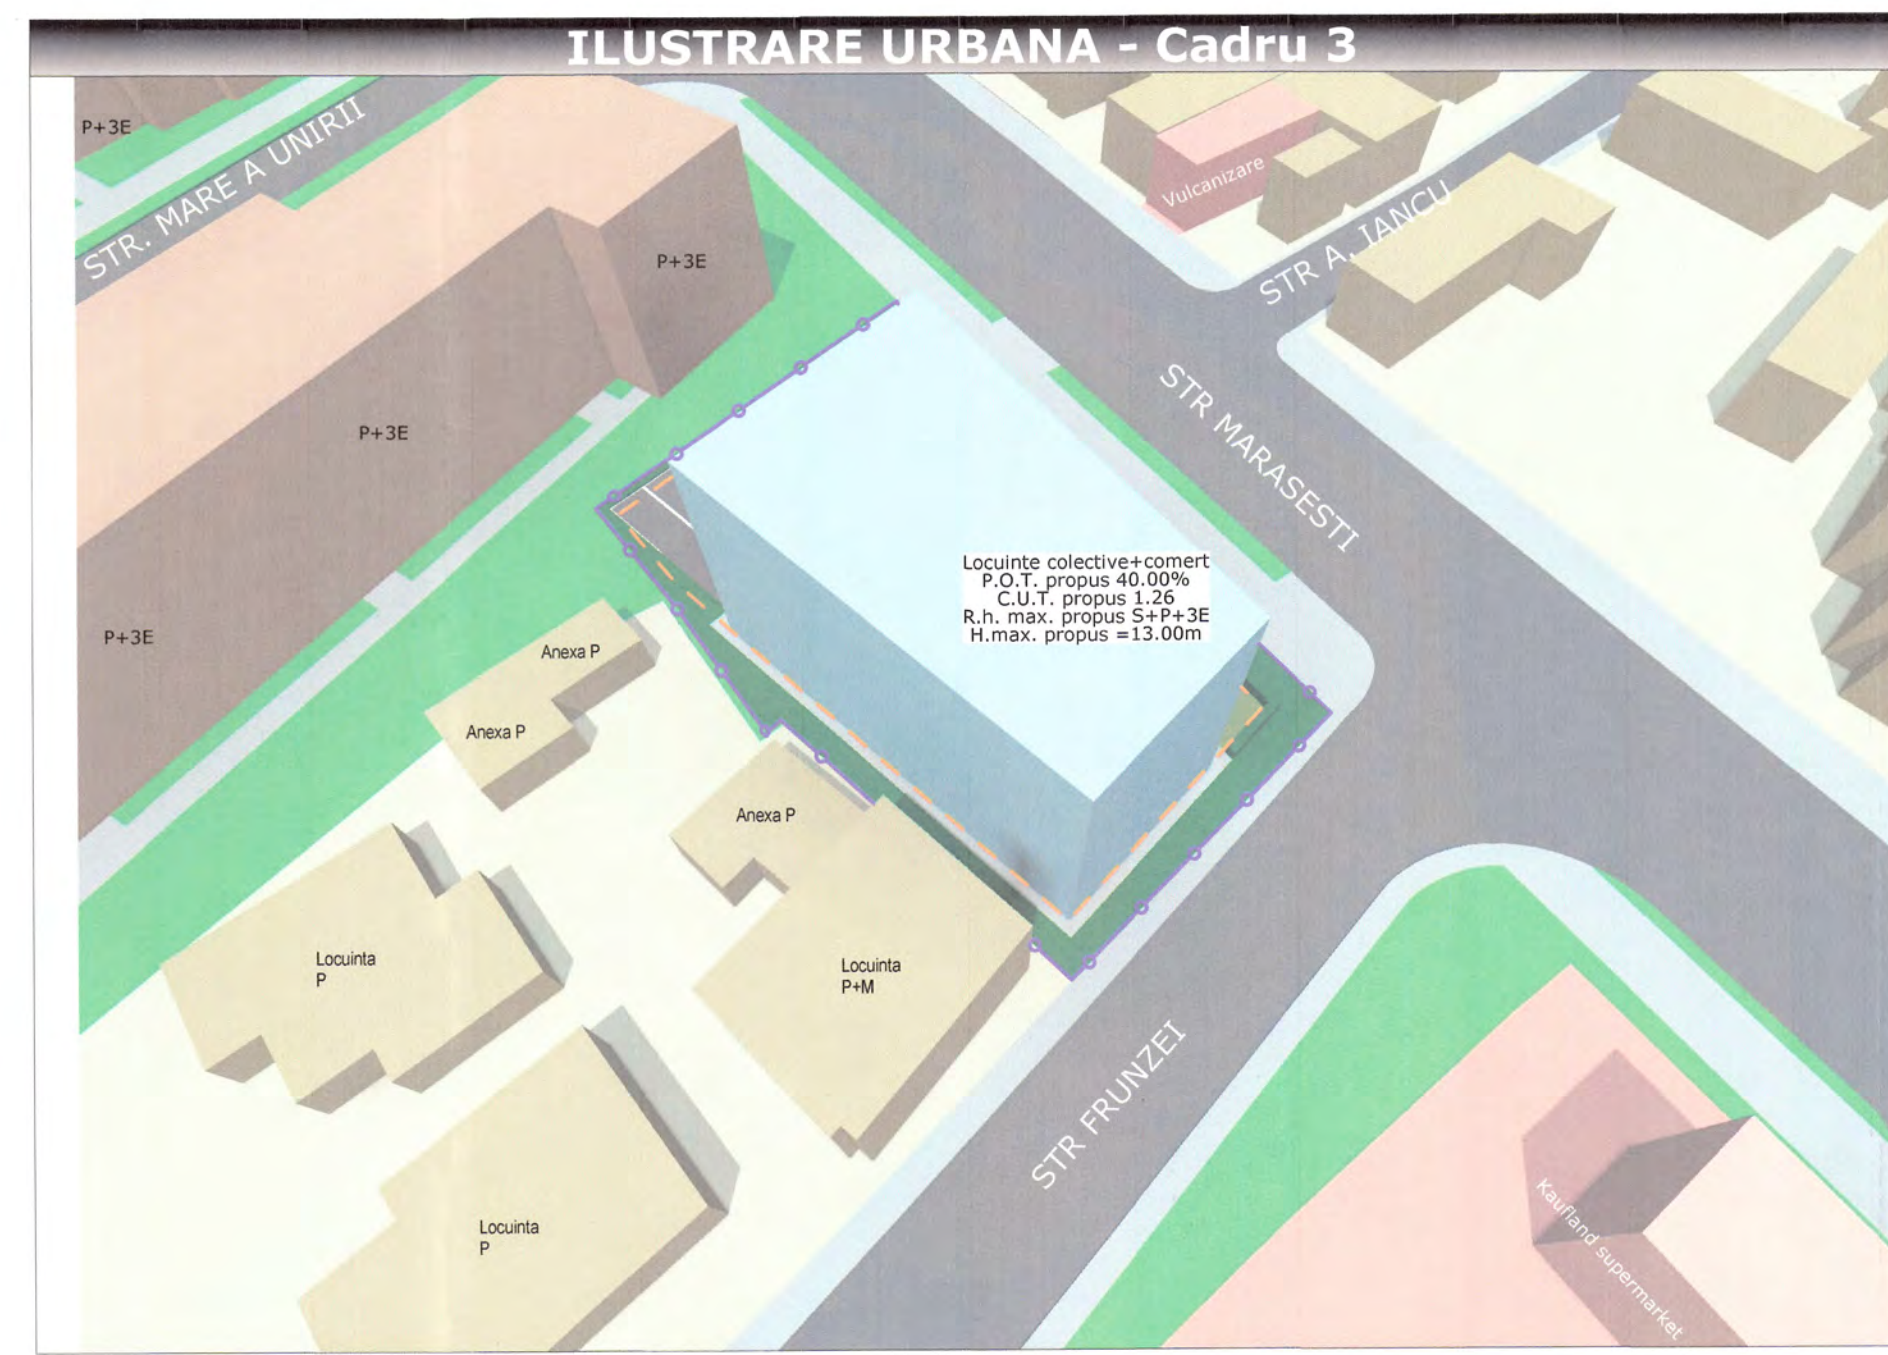 ILUSTRARE URBANA - Cadru 3
P+3E
STR. MARE A UNIRII
Vulcanizare
P+3E
STR A. IANCU
P+3E
STR MARASESTI
Locuinte colective+comert
P.O.T. propus 40.00%
C.U.T. propus 1.26
R.h. max. propus S+P+3E
H.max. propus =13.00m
P+3E
Anexa P
Anexa P
Anexa P
Locuinta
P
Locuinta
P+M
STR FRUNZEI
Locuinta
P
Kaufland supermarket